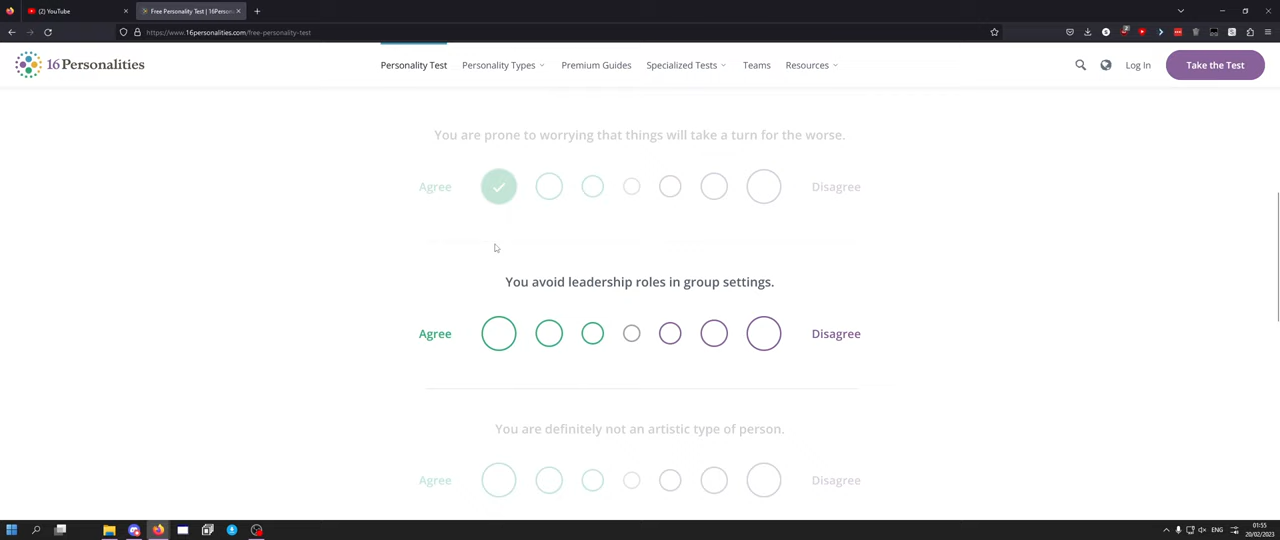 (2) YouTube
Free Personality Test | 16Person
https://www.16personalities.com/free-personality-test
2
16Personalities
Personality Test
Personality Types
Premium Guides
Specialized Tests
Teams
Resources
Log In
Take the Test
You are prone to worrying that things will take a turn for the worse.
Agree
Disagree
You avoid leadership roles in group settings.
Agree
Disagree
You are definitely not an artistic type of person.
Agree
Disagree
ENG
01:55
20/02/2023